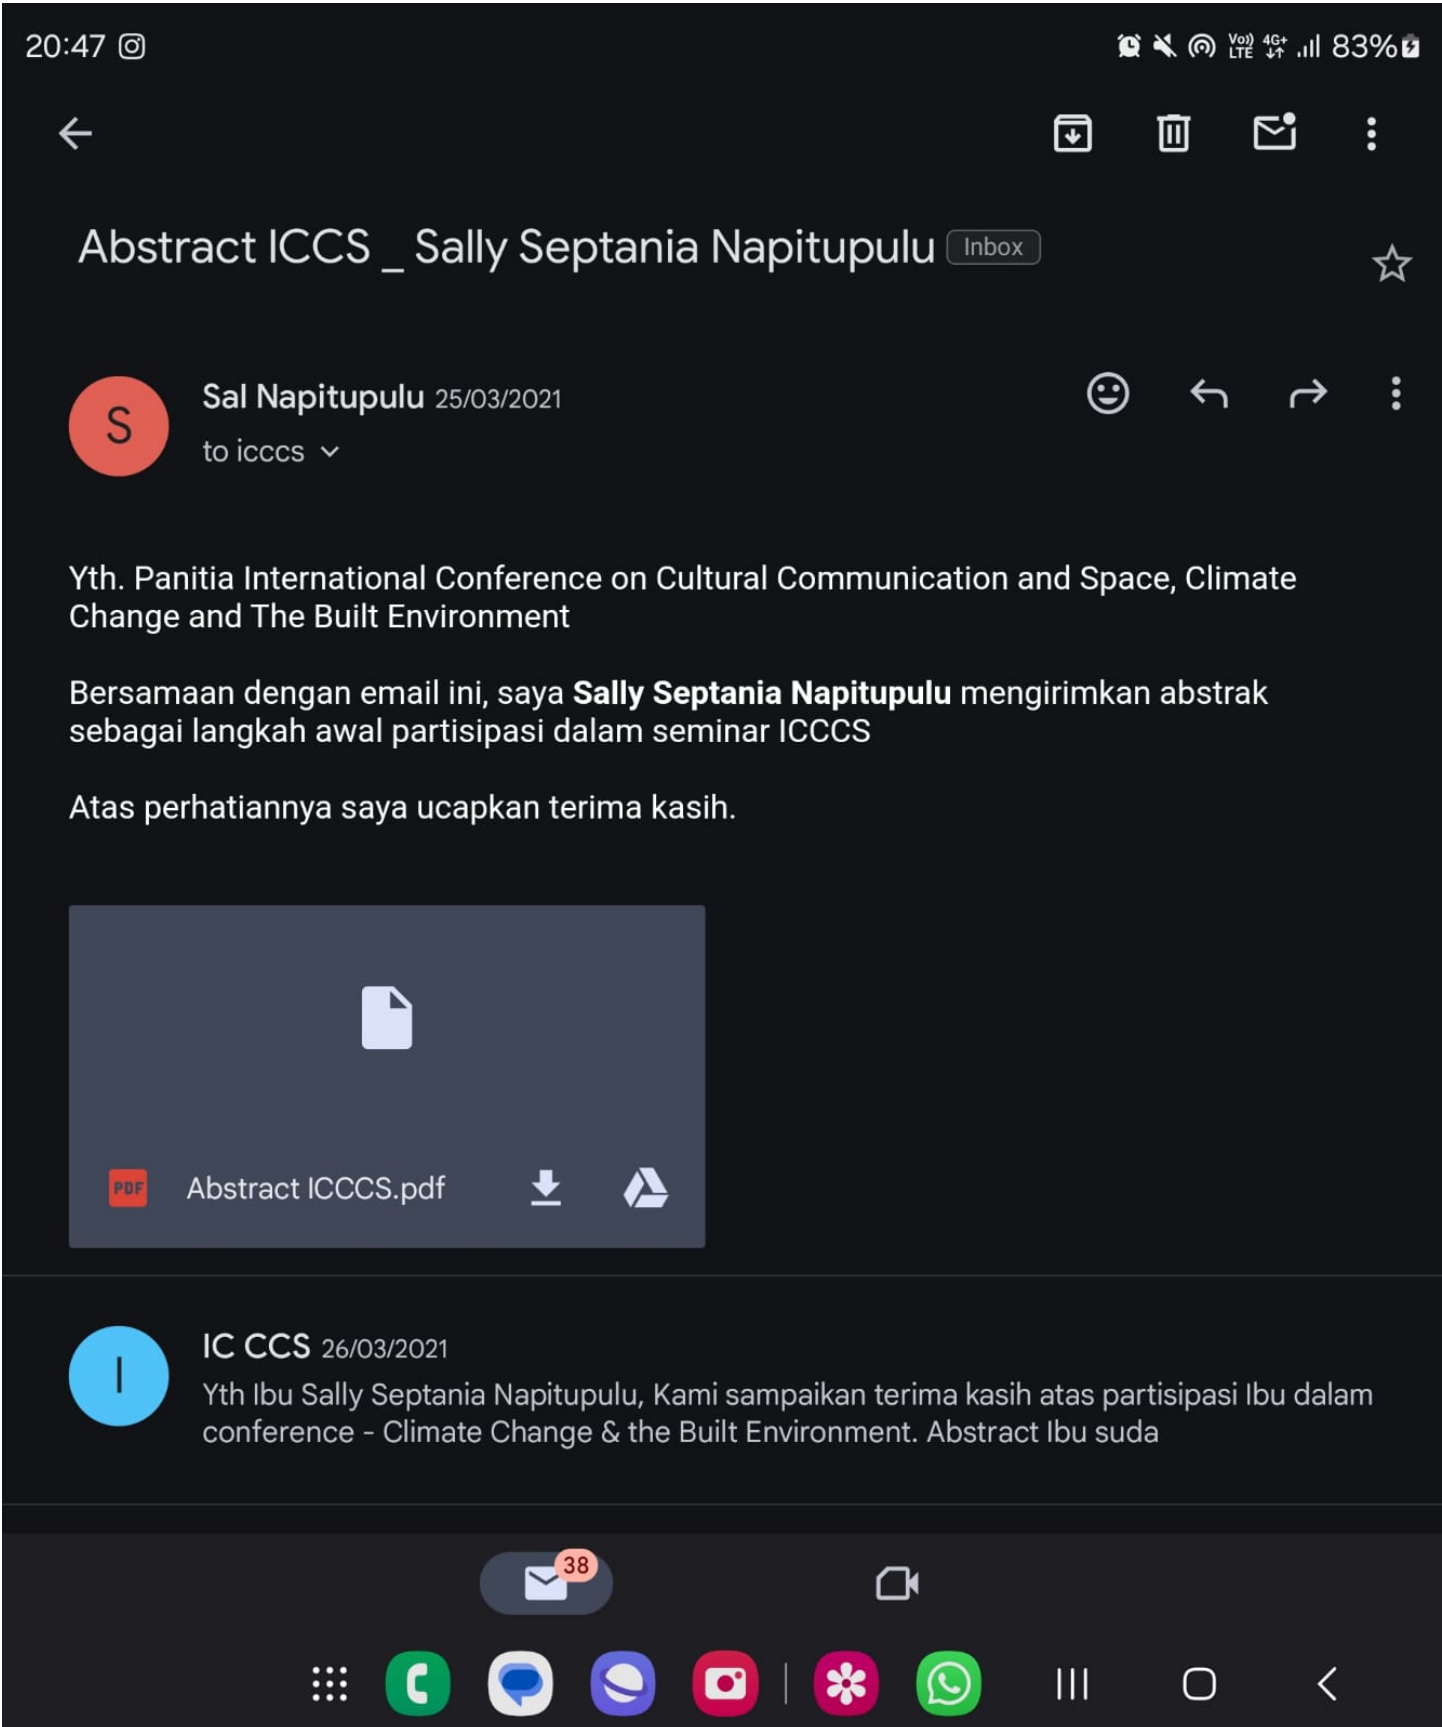 20:47
Vo)) LTE 4G+ 83%
Abstract ICCS _ Sally Septania Napitupulu Inbox
S
Sal Napitupulu 25/03/2021
to icccs
Yth. Panitia International Conference on Cultural Communication and Space, Climate
Change and The Built Environment
Bersamaan dengan email ini, saya Sally Septania Napitupulu mengirimkan abstrak
sebagai langkah awal partisipasi dalam seminar ICCCS
Atas perhatiannya saya ucapkan terima kasih.
PDF Abstract ICCCS.pdf
I
IC CCS 26/03/2021
Yth Ibu Sally Septania Napitupulu, Kami sampaikan terima kasih atas partisipasi Ibu dalam
conference - Climate Change & the Built Environment. Abstract Ibu suda
38